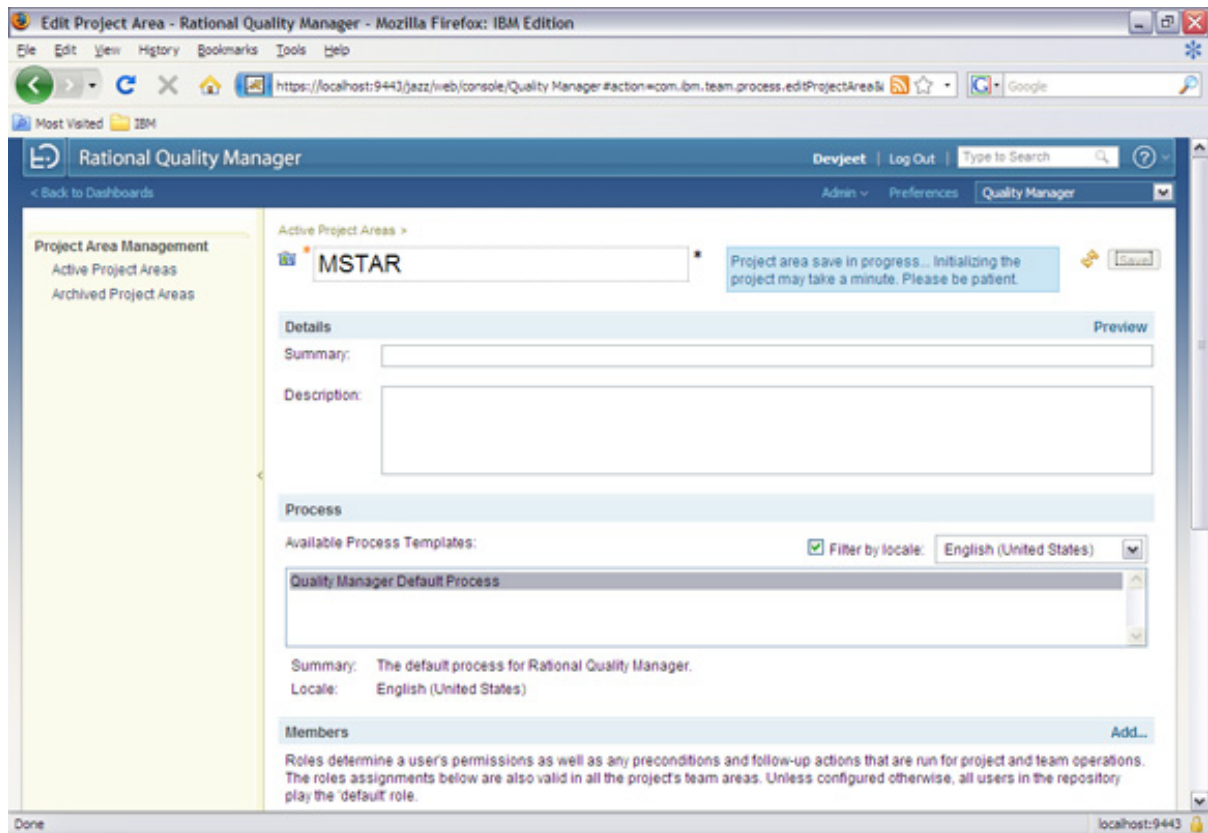 Edit Project Area - Rational Quality Manager - Mozilla Firefox: IBM Edition
File Edit View History Bookmarks Tools Help
https://localhost:9443/jazz/web/console/Quality Manager#action=com.ibm.team.process.editProjectArea&
Google
Most Visited IBM
Rational Quality Manager
Devjeet | Log Out | Type to Search
< Back to Dashboards
Admin Preferences Quality Manager
Project Area Management
Active Project Areas
Archived Project Areas
Active Project Areas >
* MSTAR *
Project area save in progress... Initializing the
project may take a minute. Please be patient.
Save
Details Preview
Summary:
Description:
Process
Available Process Templates:
Filter by locale: English (United States)
Quality Manager Default Process
Summary: The default process for Rational Quality Manager.
Locale: English (United States)
Members Add...
Roles determine a user's permissions as well as any preconditions and follow-up actions that are run for project and team operations.
The roles assignments below are also valid in all the project's team areas. Unless configured otherwise, all users in the repository
play the 'default' role.
Done localhost:9443